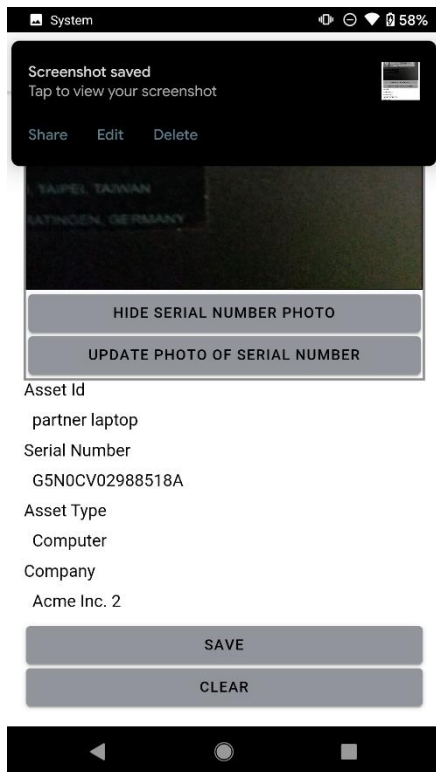 System
58%
Screenshot saved
Tap to view your screenshot
Share Edit Delete
, TAIPEI, TAIWAN
RATINGEN, GERMANY
HIDE SERIAL NUMBER PHOTO
UPDATE PHOTO OF SERIAL NUMBER
Asset Id
partner laptop
Serial Number
G5N0CV02988518A
Asset Type
Computer
Company
Acme Inc. 2
SAVE
CLEAR